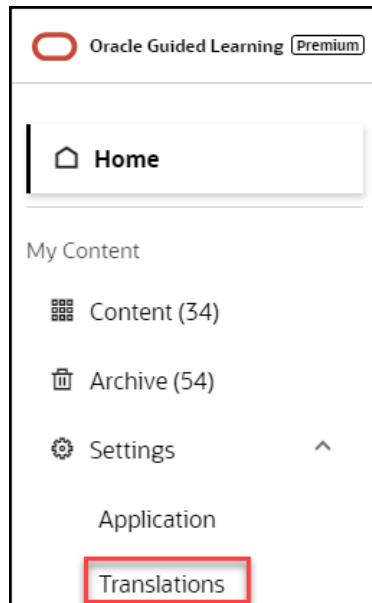 Oracle Guided Learning Premium
Home
My Content
Content (34)
Archive (54)
Settings
Application
Translations